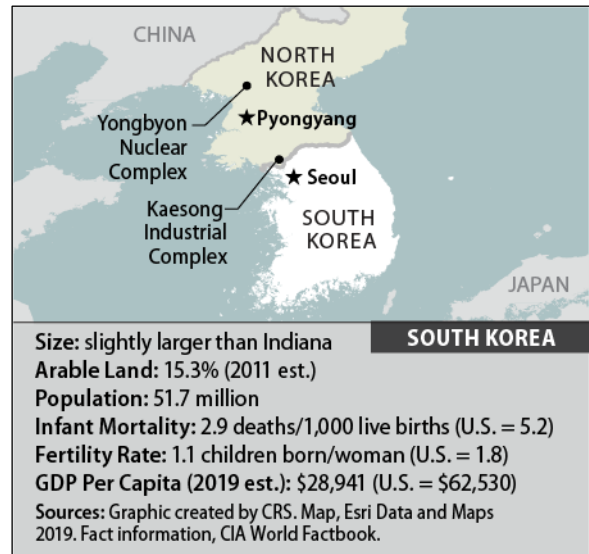 CHINA
NORTH
KOREA
Yongbyon
Nuclear
Complex
Pyongyang
Seoul
Kaesong
Industrial
Complex
SOUTH
KOREA
JAPAN
SOUTH KOREA
Size: slightly larger than Indiana
Arable Land: 15.3% (2011 est.)
Population: 51.7 million
Infant Mortality: 2.9 deaths/1,000 live births (U.S. = 5.2)
Fertility Rate: 1.1 children born/woman (U.S. = 1.8)
GDP Per Capita (2019 est.): $28,941 (U.S. = $62,530)
Sources: Graphic created by CRS. Map, Esri Data and Maps
2019. Fact information, CIA World Factbook.